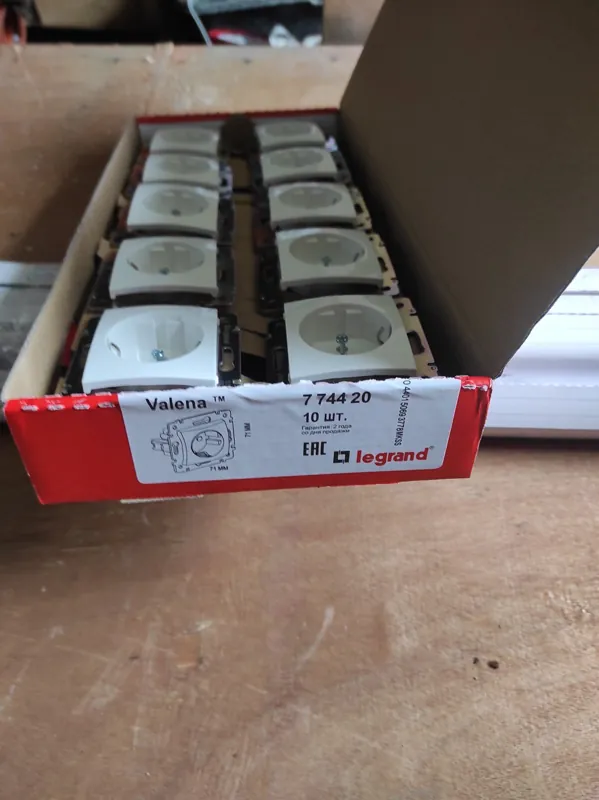 Valena ™
7 744 20
10 шт.
Гарантия: 2 года
со дня продажи
71 ММ
71 ММ
EAC
legrand